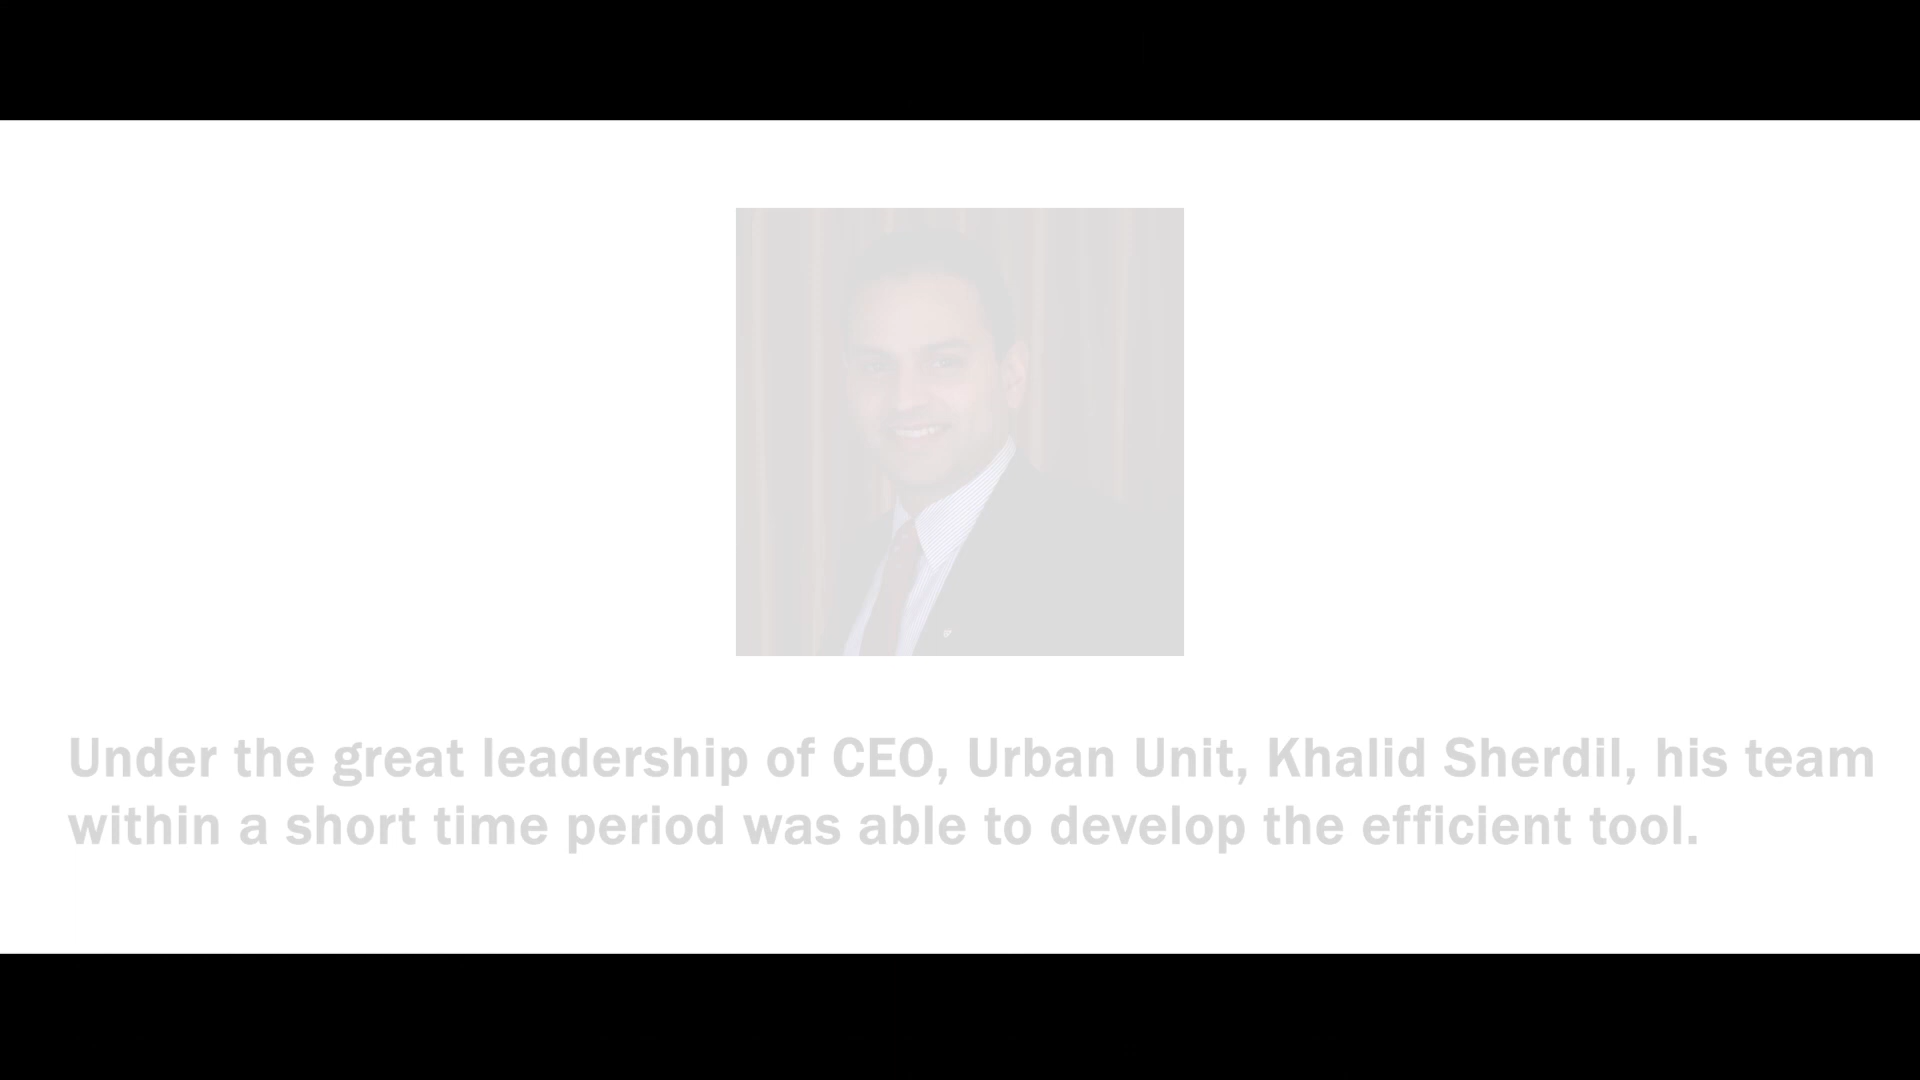 Under the great leadership of CEO, Urban Unit, Khalid Sherdil, his team
within a short time period was able to develop the efficient tool.